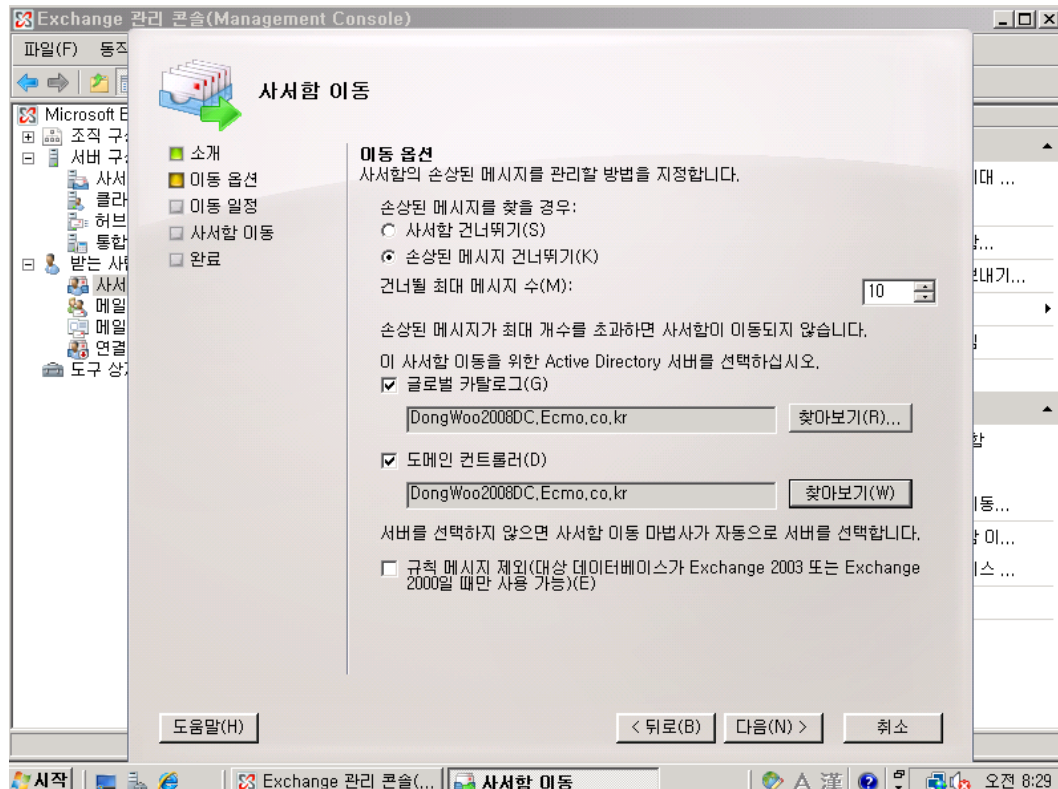 Exchange 관리 콘솔(Management Console)
파일(F) 동작
사서함 이동
Microsoft E
조직 구
서버 구
사서
클라
허브
통합
받는 사
사서
메일
메일
연결
도구 상
소개
이동 옵션
이동 일정
사서함 이동
완료
이동 옵션
사서함의 손상된 메시지를 관리할 방법을 지정합니다.
손상된 메시지를 찾을 경우:
사서함 건너뛰기(S)
손상된 메시지 건너뛰기(K)
건너뛸 최대 메시지 수(M):
10
손상된 메시지가 최대 개수를 초과하면 사서함이 이동되지 않습니다.
이 사서함 이동을 위한 Active Directory 서버를 선택하십시오.
글로벌 카탈로그(G)
DongWoo2008DC.Ecmo.co.kr
찾아보기(R)...
도메인 컨트롤러(D)
DongWoo2008DC.Ecmo.co.kr
찾아보기(W)
서버를 선택하지 않으면 사서함 이동 마법사가 자동으로 서버를 선택합니다.
규칙 메시지 제외(대상 데이터베이스가 Exchange 2003 또는 Exchange
2000일 때만 사용 가능)(E)
내기...
이...
스 ...
도움말(H)
< 뒤로(B)
다음(N) >
취소
시작
Exchange 관리 콘솔(...
사서함 이동
A 漢
오전 8:29